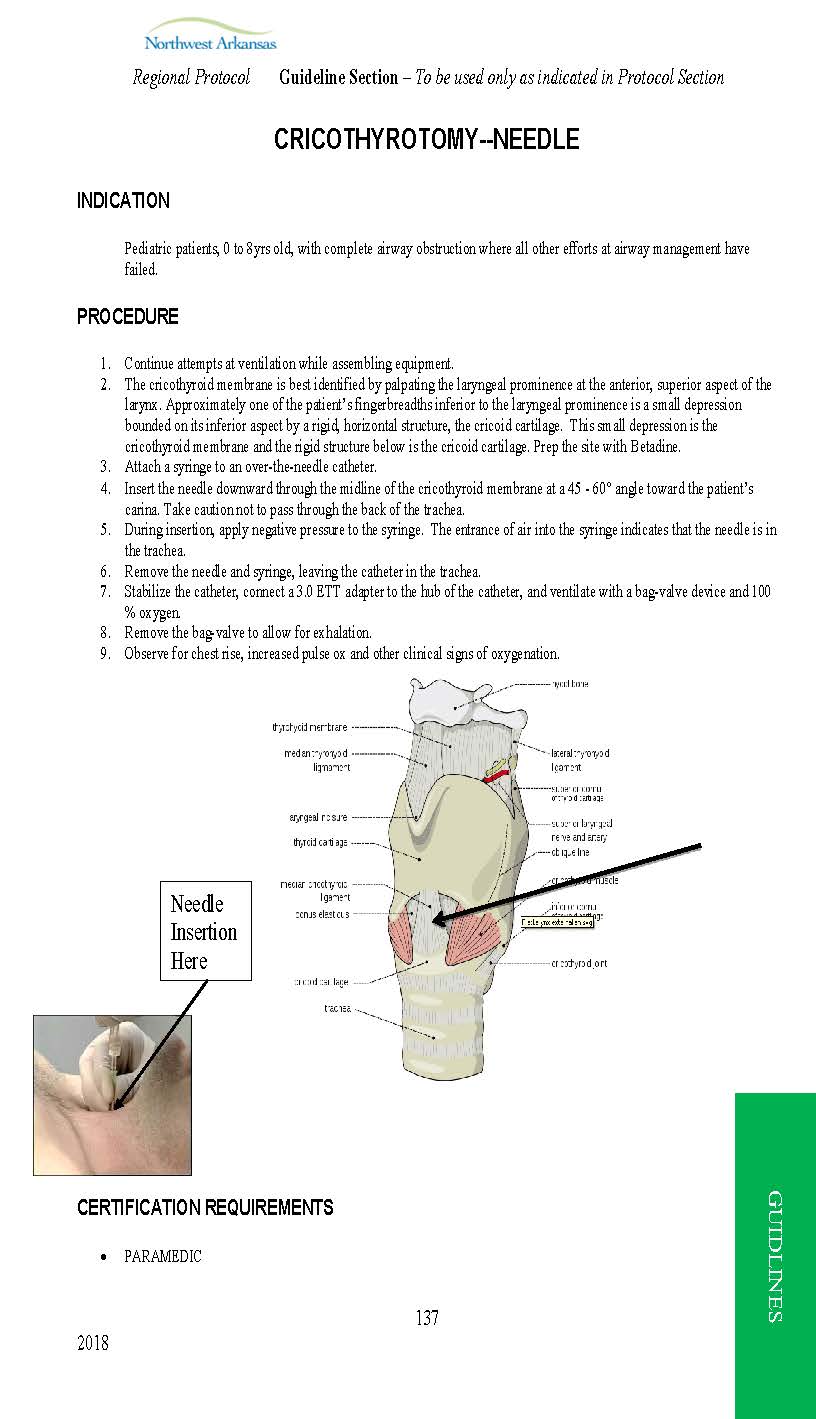 Northwest Arkansas
Regional Protocol Guideline Section – To be used only as indicated in Protocol Section
CRICOTHYROTOMY--NEEDLE
INDICATION
Pediatric patients, 0 to 8yrs old, with complete airway obstruction where all other efforts at airway management have
failed.
PROCEDURE
1. Continue attempts at ventilation while assembling equipment.
2. The cricothyroid membrane is best identified by palpating the laryngeal prominence at the anterior, superior aspect of the
larynx. Approximately one of the patient's fingerbreadths inferior to the laryngeal prominence is a small depression
bounded on its inferior aspect by a rigid, horizontal structure, the cricoid cartilage. This small depression is the
cricothyroid membrane and the rigid structure below is the cricoid cartilage. Prep the site with Betadine.
3. Attach a syringe to an over-the-needle catheter.
4. Insert the needle downward through the midline of the cricothyroid membrane at a 45 - 60° angle toward the patient's
carina. Take caution not to pass through the back of the trachea.
5. During insertion, apply negative pressure to the syringe. The entrance of air into the syringe indicates that the needle is in
the trachea.
6. Remove the needle and syringe, leaving the catheter in the trachea.
7. Stabilize the catheter, connect a 3.0 ETT adapter to the hub of the catheter, and ventilate with a bag-valve device and 100
% oxygen.
8. Remove the bag-valve to allow for exhalation.
9. Observe for chest rise, increased pulse ox and other clinical signs of oxygenation.
hyoid bone
thyrohyoid membrane
median thyrohyoid
ligmament
lateral thyrohyoid
ligament
superior cornu
of thyroid cartilage
laryngeal incisure
superior laryngeal
nerve and artery
thyroid cartilage
oblique line
median cricothyroid
ligament
cricothyroid muscle
conus elasticus
inferior cornu
cricothyroid joint
cricoid cartilage
trachea
Needle
Insertion
Here
CERTIFICATION REQUIREMENTS
• PARAMEDIC
GUIDLINES
137
2018